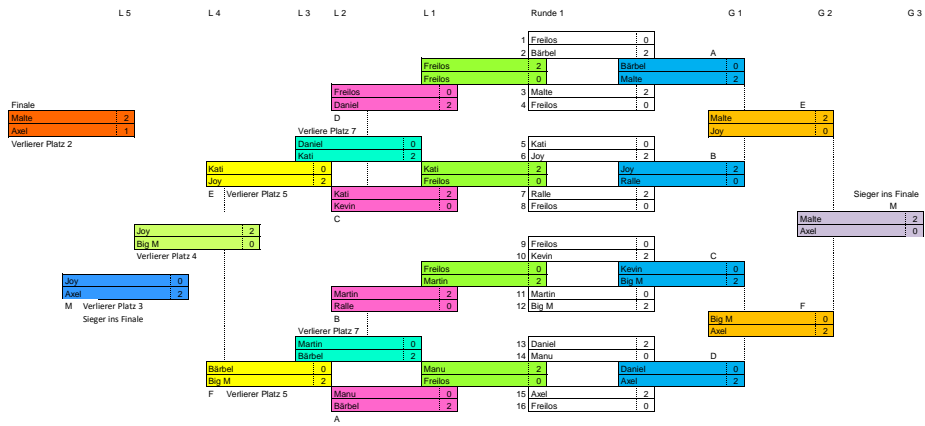 L 5 L 4 L 3 L 2 L 1 Runde 1 G 1 G 2 G 3
1 Freilos 0
2 Bärbel 2 A
Freilos 2 Bärbel 0
Freilos 0 Malte 2
Freilos 0 3 Malte 2
Finale Daniel 2 4 Freilos 0 E
Malte 2 D Malte 2
Axel 1 Verliere Platz 7 Joy 0
Verlierer Platz 2 Daniel 0 5 Kati 0
Kati 2 6 Joy 2 B
Kati 0 Kati 2 Joy 2
Joy 2 Freilos 0 Ralle 0
E Verlierer Platz 5 Kati 2 7 Ralle 2 Sieger ins Finale
Kevin 0 8 Freilos 0 M
C Malte 2
Joy 2 Axel 0
Big M 0 9 Freilos 0
Verlierer Platz 4 10 Kevin 2 C
Freilos 0 Kevin 0
Joy 0 Martin 2 Big M 2
Axel 2 Martin 2 11 Martin 0
M Verlierer Platz 3 Ralle 0 12 Big M 2 F
Sieger ins Finale B Big M 0
Verlierer Platz 7 Axel 2
Martin 0 13 Daniel 2
Bärbel 2 14 Manu 0 D
Bärbel 0 Manu 2 Daniel 0
Big M 2 Freilos 0 Axel 2
F Verlierer Platz 5 Manu 0 15 Axel 2
Bärbel 2 16 Freilos 0
A